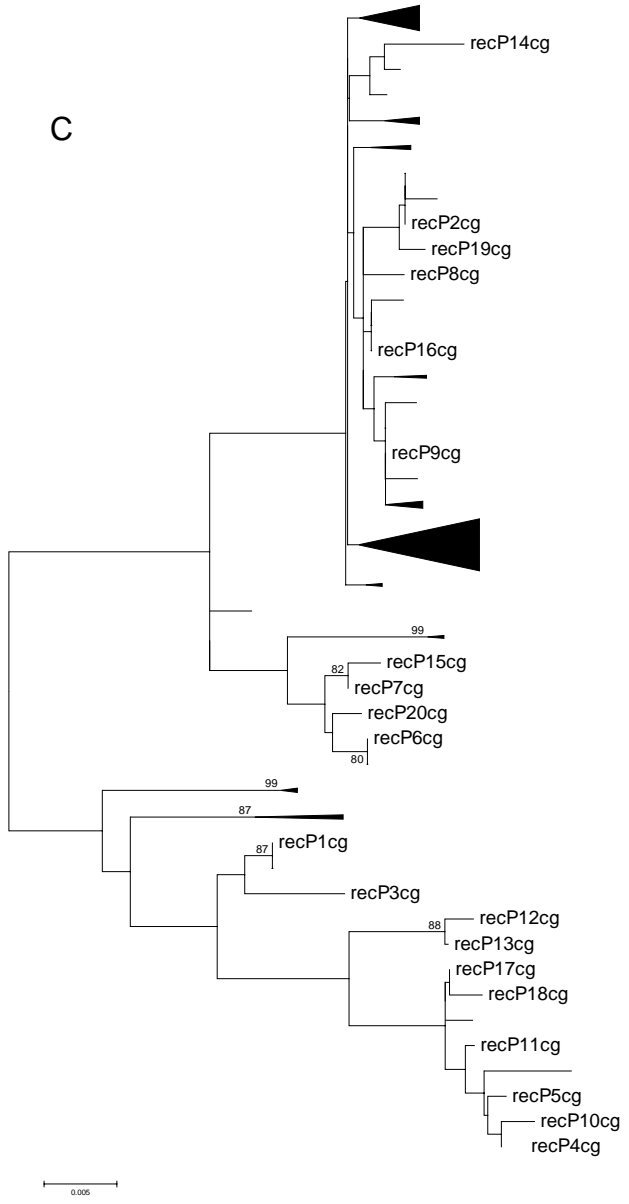 recP14cg
C
recP2cg
recP19cg
recP8cg
recP16cg
recP9cg
99
recP15cg
82
recP7cg
recP20cg
recP6cg
80
99
87
recP1cg
87
recP3cg
recP12cg
88
recP13cg
recP17cg
recP18cg
recP11cg
recP5cg
recP10cg
recP4cg
0.005